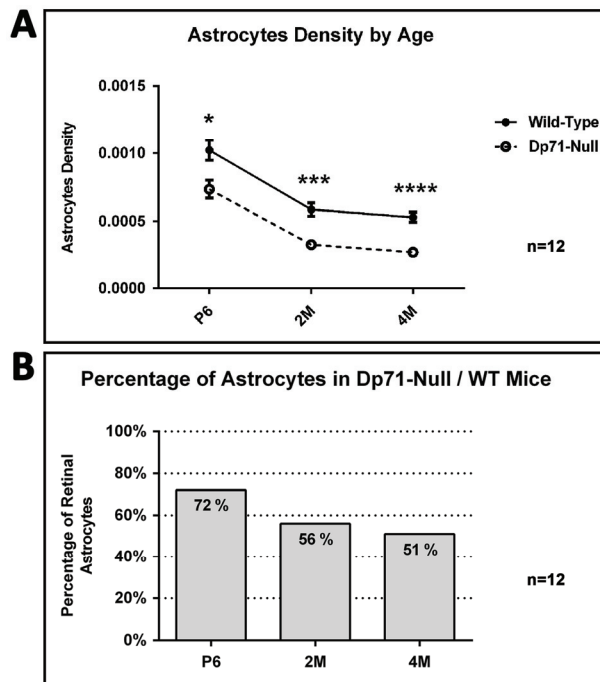 A
Astrocytes Density by Age
Astrocytes Density
0.0015
0.0010
0.0005
0.0000
*
***
****
P6
2M
4M
Wild-Type
Dp71-Null
n=12
B
Percentage of Astrocytes in Dp71-Null / WT Mice
Percentage of Retinal
Astrocytes
100%
80%
60%
40%
20%
0%
72 %
56 %
51 %
P6
2M
4M
n=12